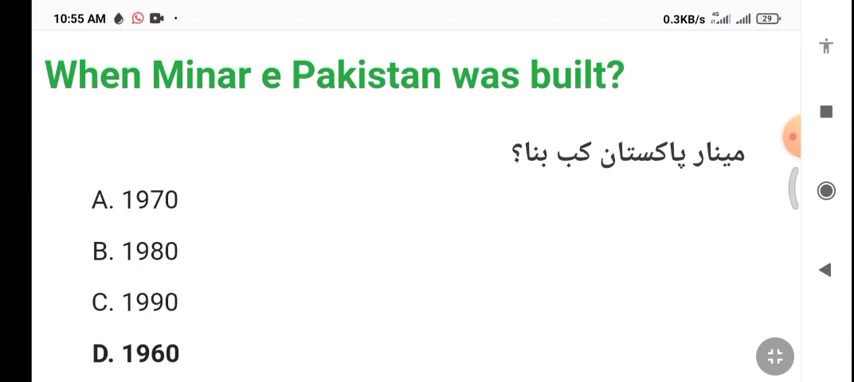 10:55 AM
0.3KB/s 4G 29
When Minar e Pakistan was built?
مینار پاکستان کب بنا؟
A. 1970
B. 1980
C. 1990
D. 1960